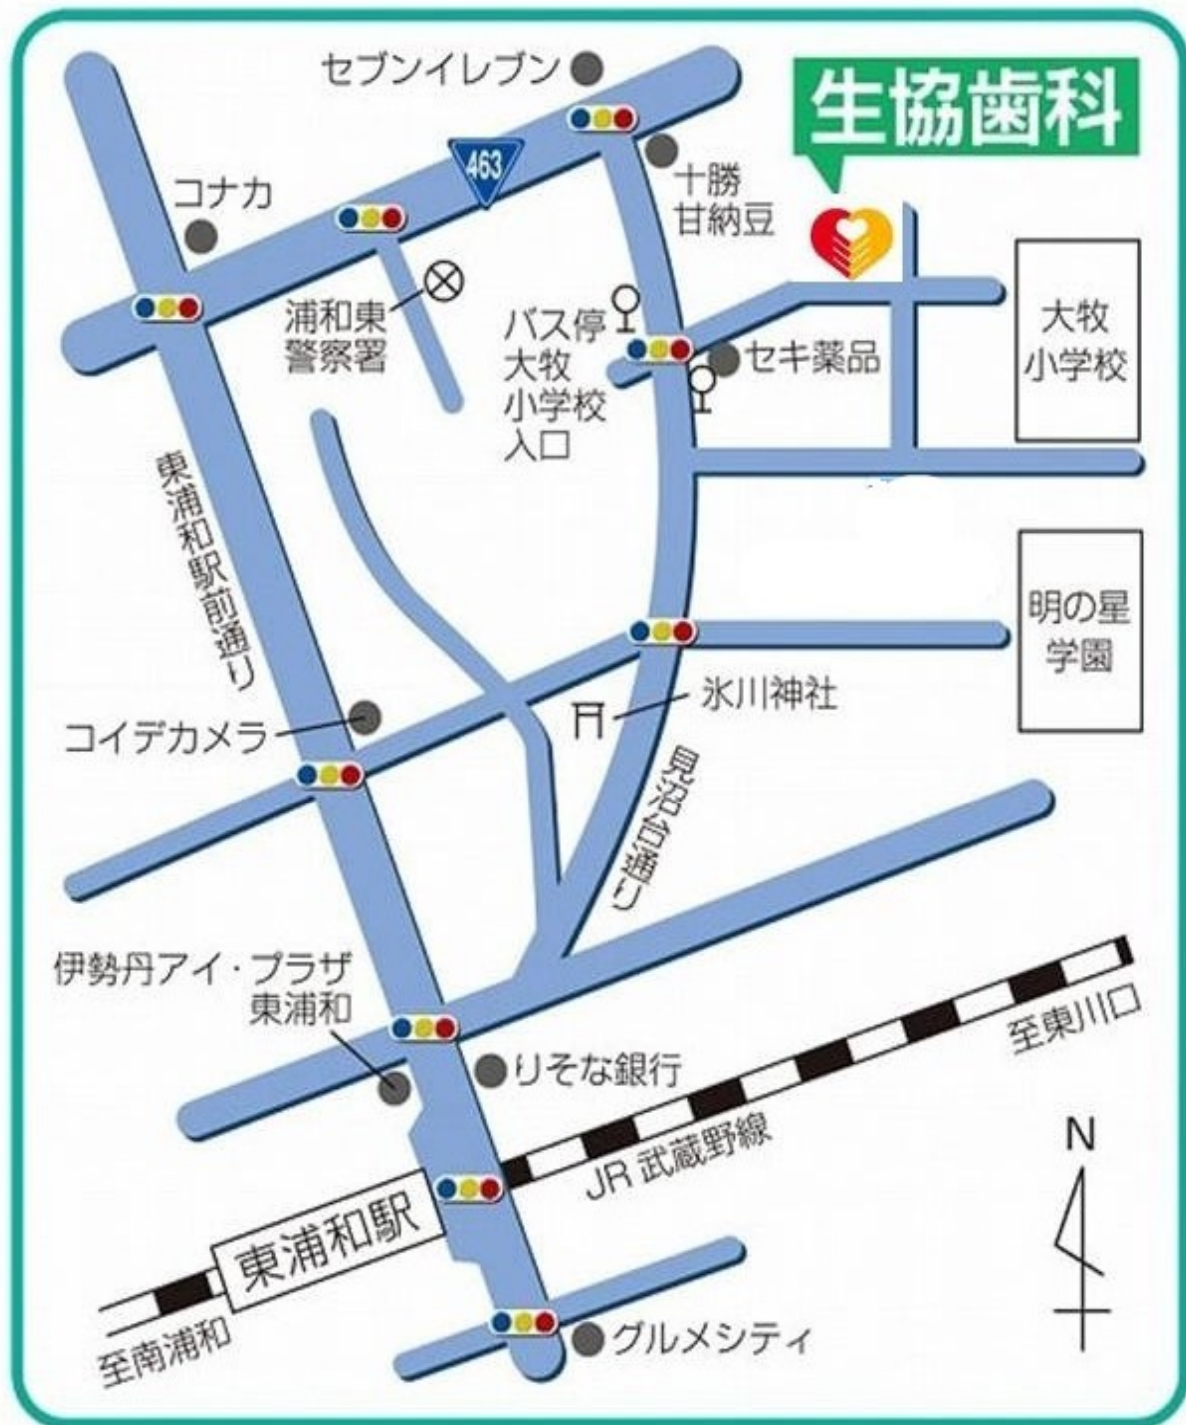 セブンイレブン
生協歯科
463
十勝
甘納豆
コナカ
浦和東
警察署
バス停
大牧
小学校
入口
セキ薬品
大牧
小学校
東浦和駅前通り
明の星
学園
氷川神社
コイデカメラ
見沼台通り
伊勢丹アイ・プラザ
東浦和
りそな銀行
至東川口
JR 武蔵野線
N
東浦和駅
至南浦和
グルメシティ